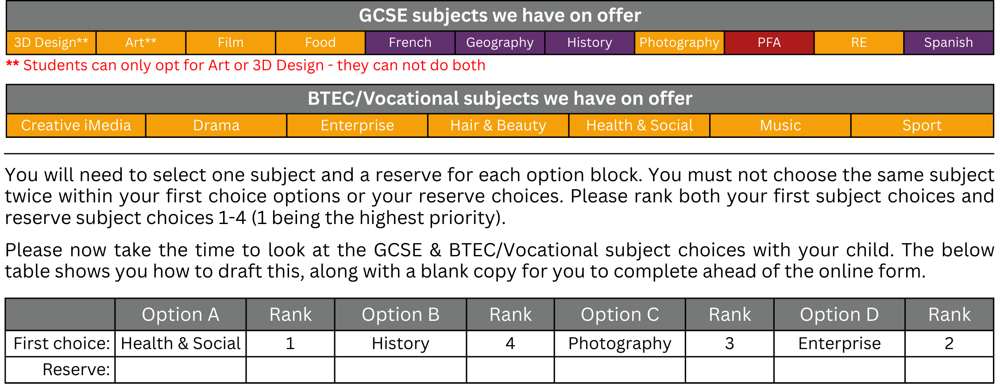 GCSE subjects we have on offer
3D Design** Art** Film Food French Geography History Photography PFA RE Spanish
** Students can only opt for Art or 3D Design - they can not do both
BTEC/Vocational subjects we have on offer
Creative iMedia Drama Enterprise Hair & Beauty Health & Social Music Sport
You will need to select one subject and a reserve for each option block. You must not choose the same subject
twice within your first choice options or your reserve choices. Please rank both your first subject choices and
reserve subject choices 1-4 (1 being the highest priority).
Please now take the time to look at the GCSE & BTEC/Vocational subject choices with your child. The below
table shows you how to draft this, along with a blank copy for you to complete ahead of the online form.
Option A Rank Option B Rank Option C Rank Option D Rank
First choice: Health & Social 1 History 4 Photography 3 Enterprise 2
Reserve: